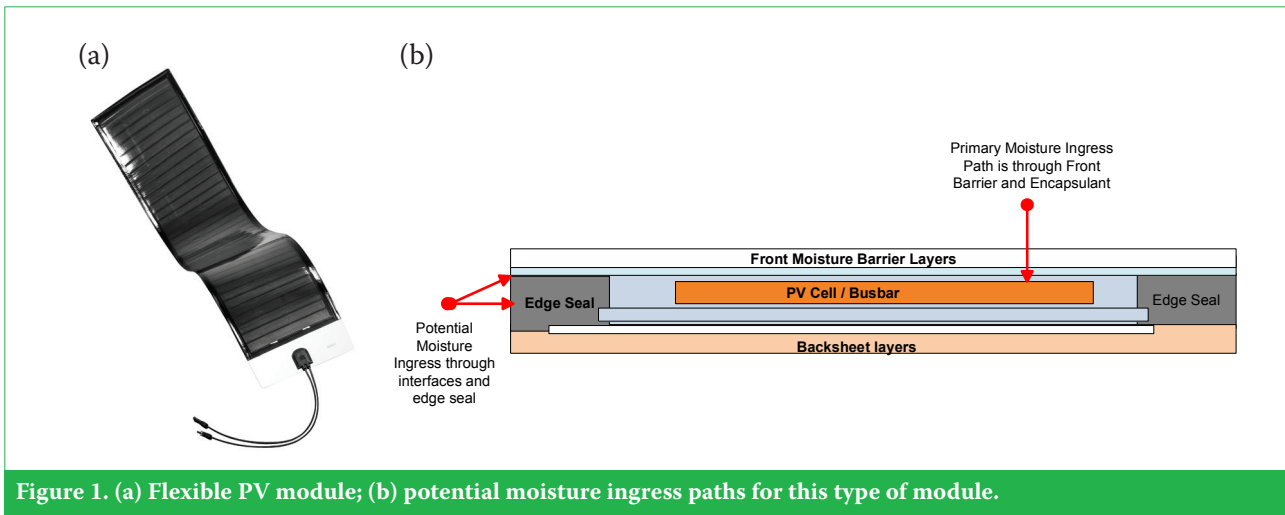 (a)
(b)
Primary Moisture Ingress
Path is through Front
Barrier and Encapsulant
Front Moisture Barrier Layers
PV Cell / Busbar
Edge Seal
Edge Seal
Backsheet layers
Potential
Moisture
Ingress through
interfaces and
edge seal
Figure 1. (a) Flexible PV module; (b) potential moisture ingress paths for this type of module.